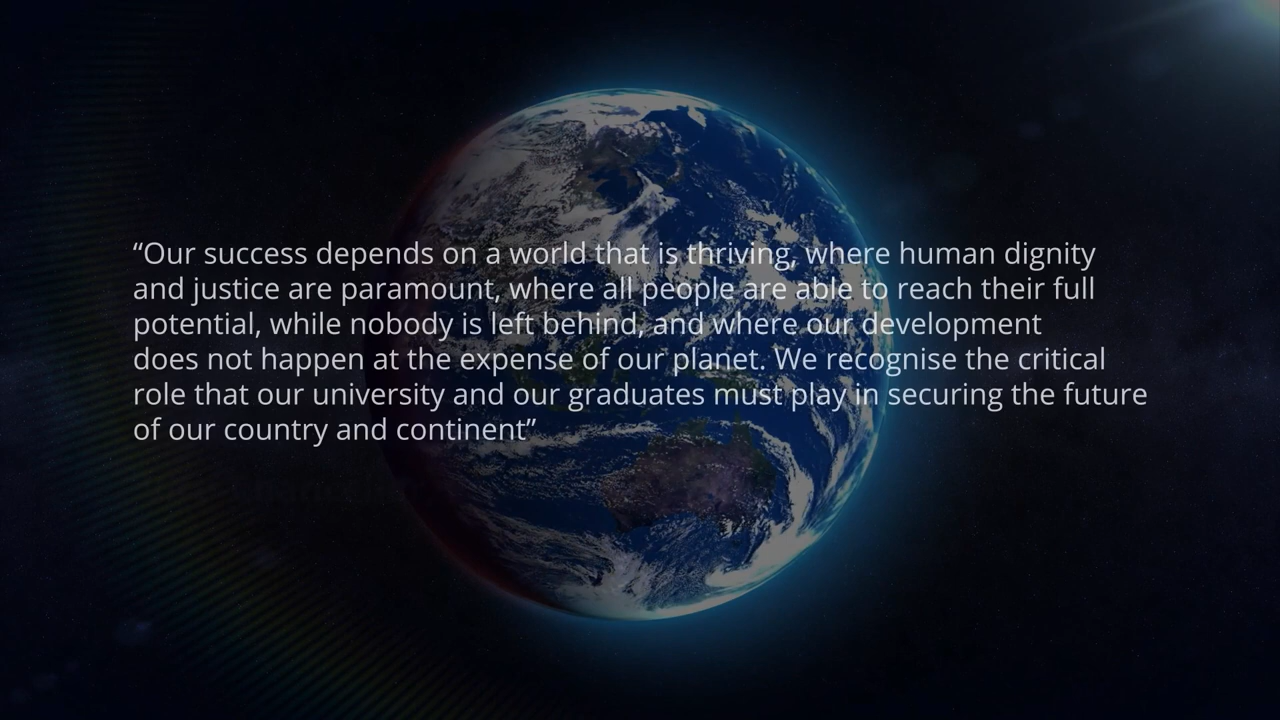 “Our success depends on a world that is thriving, where human dignity
and justice are paramount, where all people are able to reach their full
potential, while nobody is left behind, and where our development
does not happen at the expense of our planet. We recognise the critical
role that our university and our graduates must play in securing the future
of our country and continent”